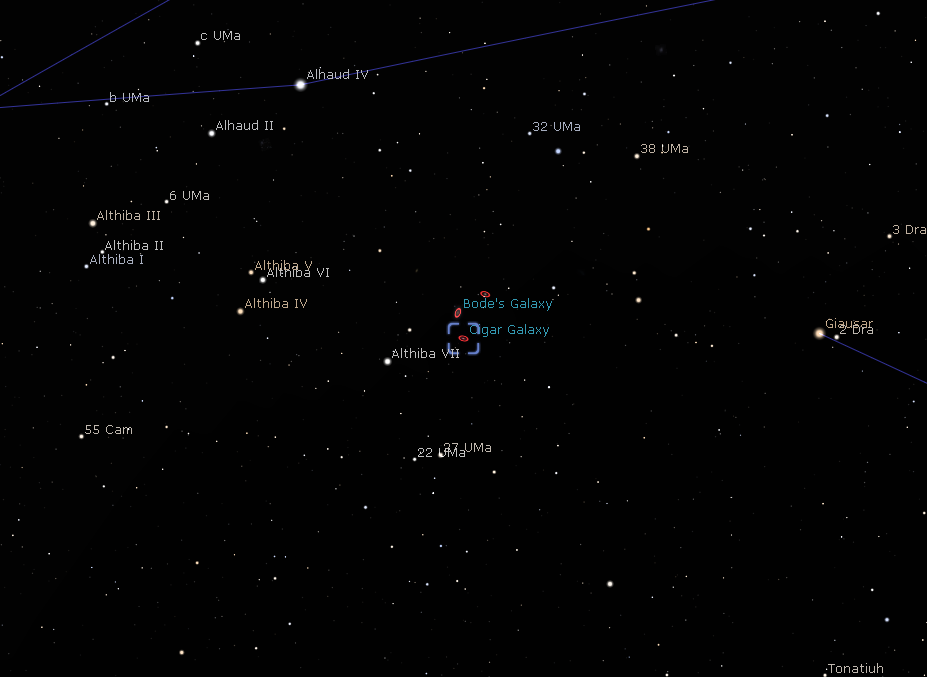 c UMa
Alhaud IV
b UMa
Alhaud II
32 UMa
38 UMa
6 UMa
Althiba III
3 Dra
Althiba II
Althiba I
Althiba V
Althiba VI
Bode's Galaxy
Althiba IV
Giausar
2 Dra
Cigar Galaxy
Althiba VII
55 Cam
27 UMa
22 UMa
Tonatiuh